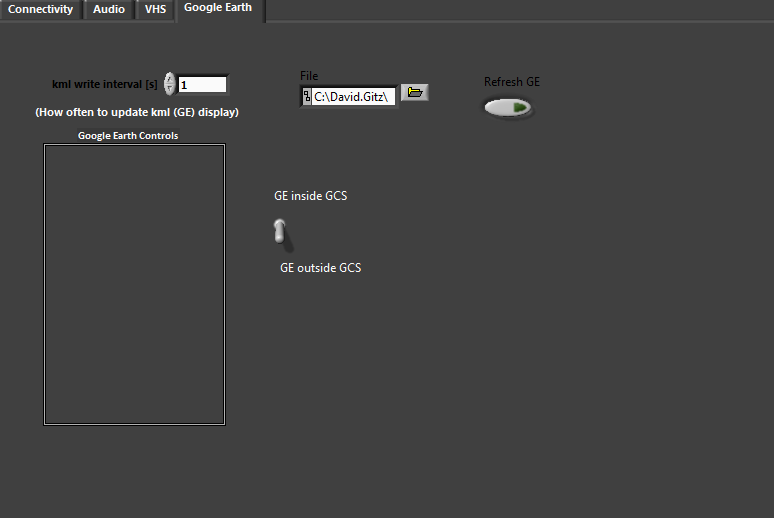 Connectivity Audio VHS Google Earth
kml write interval [s] 1
File
C:\David.Gitz\
Refresh GE
(How often to update kml (GE) display)
Google Earth Controls
GE inside GCS
GE outside GCS